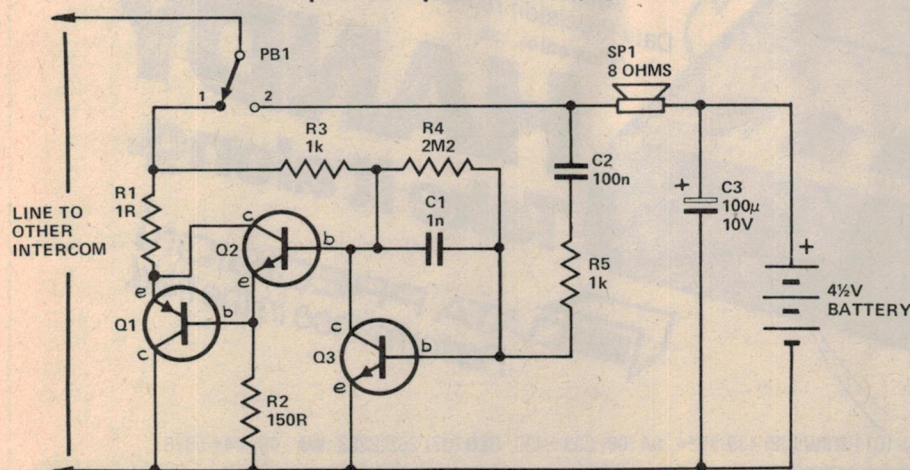 PB1
1
2
SP1
8 OHMS
R3
1k
R4
2M2
C2
100n
C1
1n
C3
+
100µ
10V
R1
1R
LINE TO
OTHER
INTERCOM
c
Q2
b
e
R5
1k
+
4½V
BATTERY
e
Q1
b
c
c
Q3
b
e
R2
150R